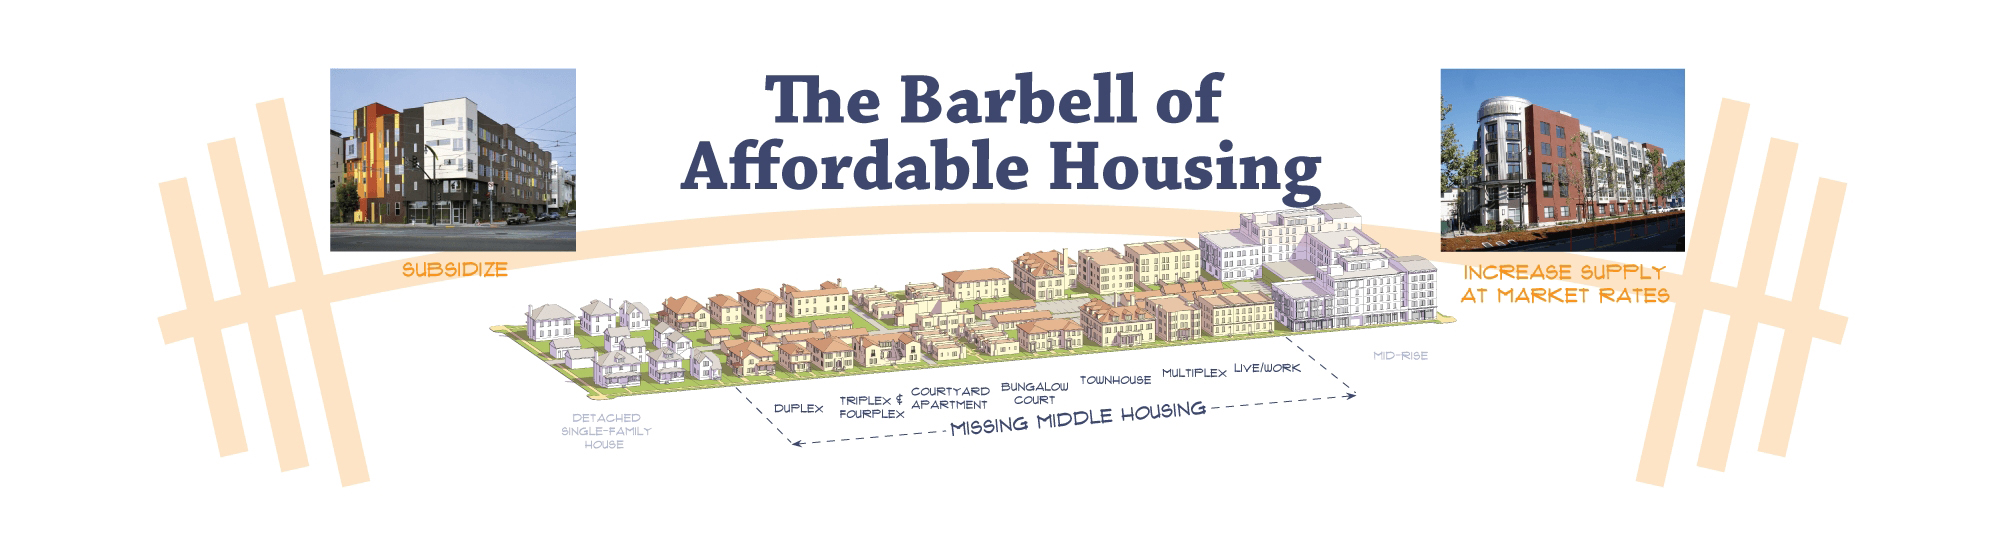 The Barbell of
Affordable Housing
SUBSIDIZE
INCREASE SUPPLY
AT MARKET RATES
MID-RISE
DETACHED
SINGLE-FAMILY
HOUSE
DUPLEX
TRIPLEX &
FOURPLEX
COURTYARD
APARTMENT
BUNGALOW
COURT
TOWNHOUSE
MULTIPLEX
LIVE/WORK
MISSING MIDDLE HOUSING